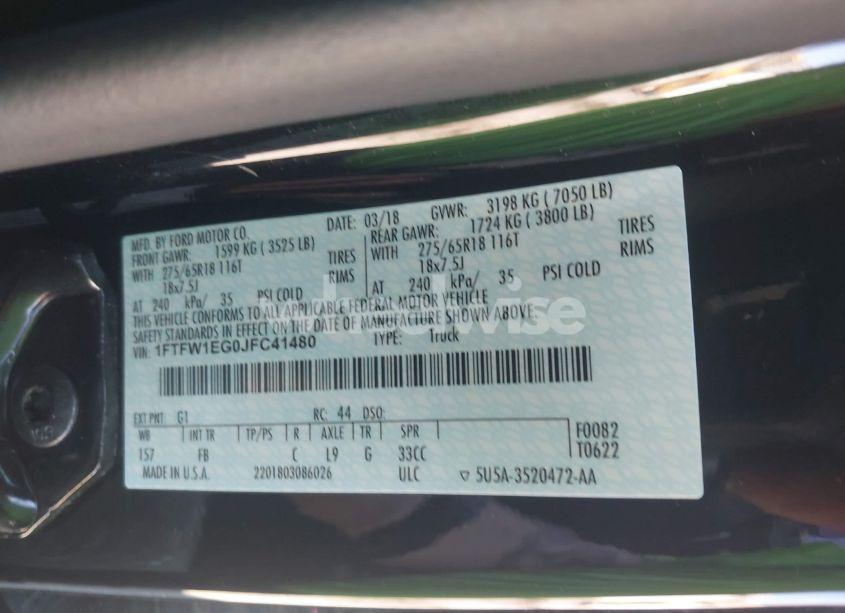 MFD. BY FORD MOTOR CO. DATE: 03/18 GVWR: 3198 KG ( 7050 LB)
FRONT GAWR: 1599 KG ( 3525 LB) REAR GAWR: 1724 KG ( 3800 LB)
WITH 275/65R18 116T TIRES WITH 275/65R18 116T TIRES
18x7.5J RIMS 18x7.5J RIMS
AT 240 kPa/ 35 PSI COLD AT 240 kPa/ 35 PSI COLD
THIS VEHICLE CONFORMS TO ALL APPLICABLE FEDERAL MOTOR VEHICLE
SAFETY STANDARDS IN EFFECT ON THE DATE OF MANUFACTURE SHOWN ABOVE.
VIN: 1FTFW1EG0JFC41480 TYPE: Truck
EXT PNT: G1 RC: 44 DSO:
WB INT TR TP/PS R AXLE TR SPR F0082
157 FB C L9 G 33CC T0622
MADE IN U.S.A. 2201803086026 ULC ▽ 5U5A-3520472-AA